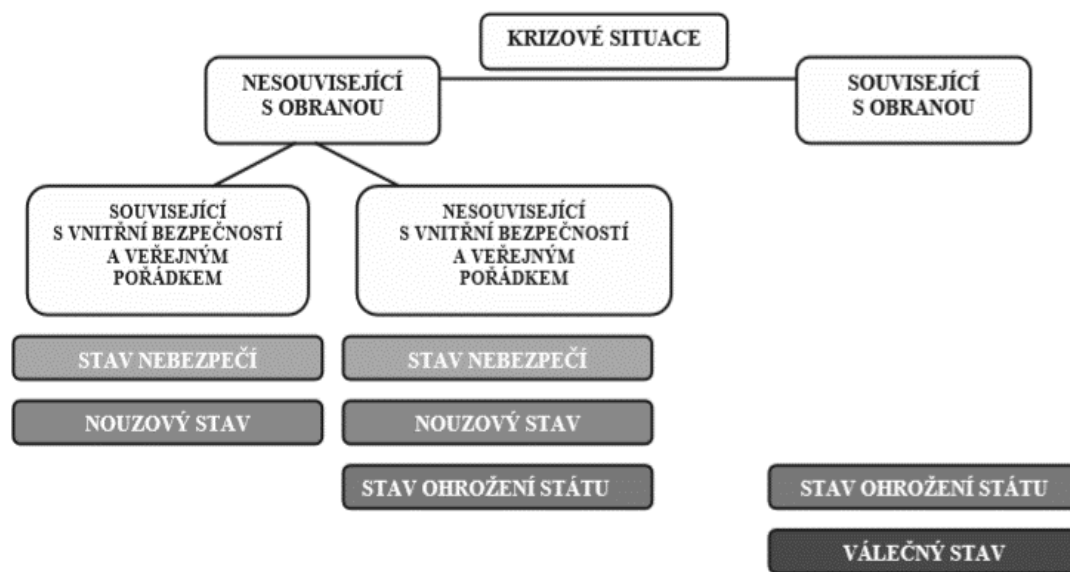 KRIZOVÉ SITUACE
NESOUVISEJÍCÍ
S OBRANOU
SOUVISEJÍCÍ
S OBRANOU
SOUVISEJÍCÍ
S VNITŘNÍ BEZPEČNOSTÍ
A VEŘEJNÝM
POŘÁDKEM
NESOUVISEJÍCÍ
S VNITŘNÍ BEZPEČNOSTÍ
A VEŘEJNÝM
POŘÁDKEM
STAV NEBEZPEČÍ
STAV NEBEZPEČÍ
NOUZOVÝ STAV
NOUZOVÝ STAV
STAV OHROŽENÍ STÁTU
STAV OHROŽENÍ STÁTU
VÁLEČNÝ STAV